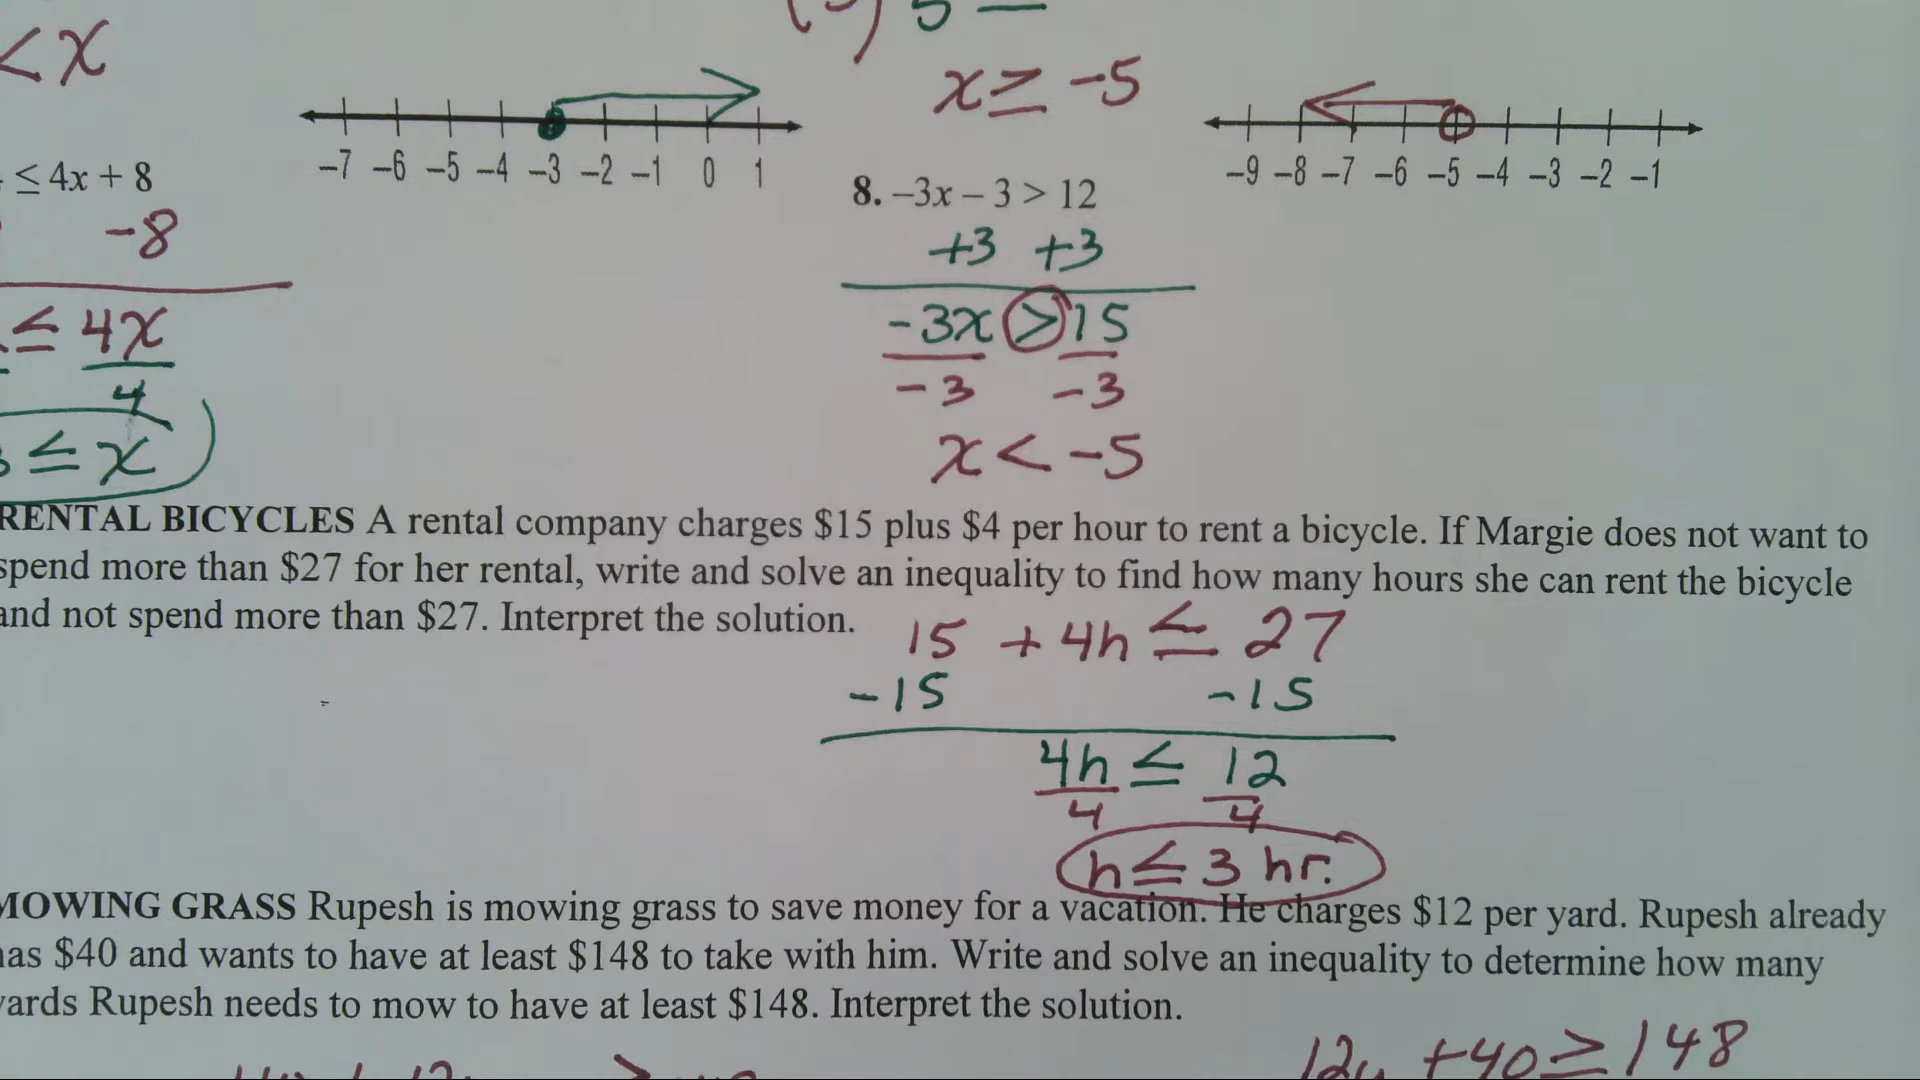 < x
5
x ≥ -5
-7 -6 -5 -4 -3 -2 -1 0 1
-9 -8 -7 -6 -5 -4 -3 -2 -1
≤ 4x + 8
-8
≤ 4x
4
3 ≤ x
8. -3x - 3 > 12
+3 +3
-3x > 15
-3 -3
x < -5
RENTAL BICYCLES A rental company charges $15 plus $4 per hour to rent a bicycle. If Margie does not want to
spend more than $27 for her rental, write and solve an inequality to find how many hours she can rent the bicycle
and not spend more than $27. Interpret the solution.
15 + 4h ≤ 27
-15 -15
4h ≤ 12
4 4
h ≤ 3 hr.
MOWING GRASS Rupesh is mowing grass to save money for a vacation. He charges $12 per yard. Rupesh already
has $40 and wants to have at least $148 to take with him. Write and solve an inequality to determine how many
yards Rupesh needs to mow to have at least $148. Interpret the solution.
12y +40 ≥ 148